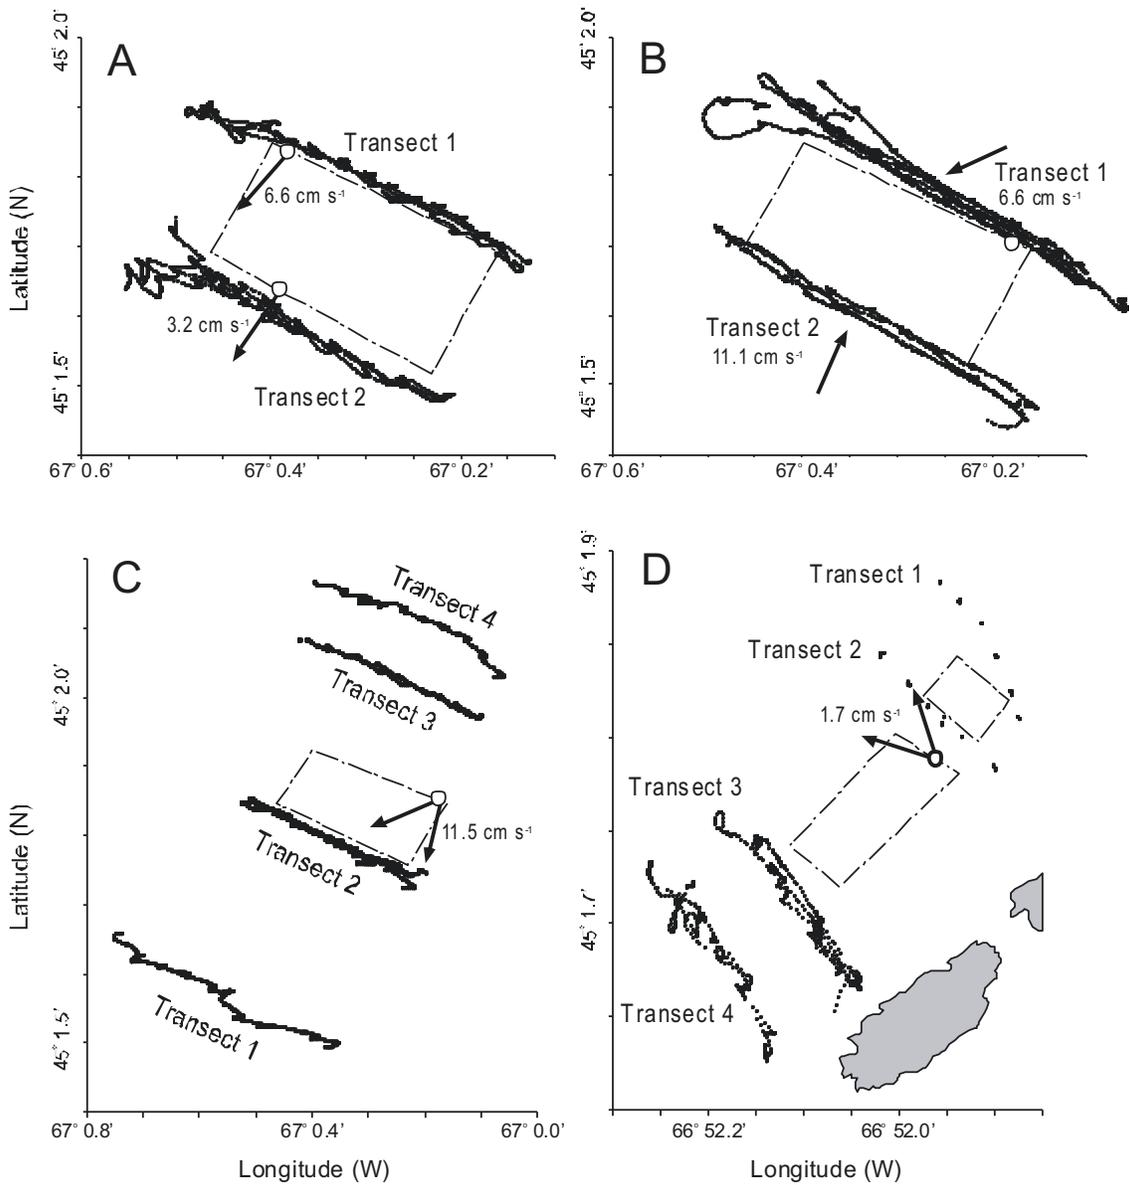 A
45° 2.0'
Transect 1
6.6 cm s-1
Latitude (N)
3.2 cm s-1
45° 1.5'
Transect 2
67° 0.6'
67° 0.4'
67° 0.2'
B
45° 2.0'
Transect 1
6.6 cm s-1
Transect 2
11.1 cm s-1
45° 1.5'
67° 0.6'
67° 0.4'
67° 0.2'
C
Transect 4
45° 2.0'
Transect 3
Latitude (N)
11.5 cm s-1
Transect 2
45° 1.5'
Transect 1
67° 0.8'
67° 0.4'
67° 0.0'
Longitude (W)
D
45° 1.9'
Transect 1
Transect 2
1.7 cm s-1
Transect 3
45° 1.7'
Transect 4
66° 52.2'
66° 52.0'
Longitude (W)